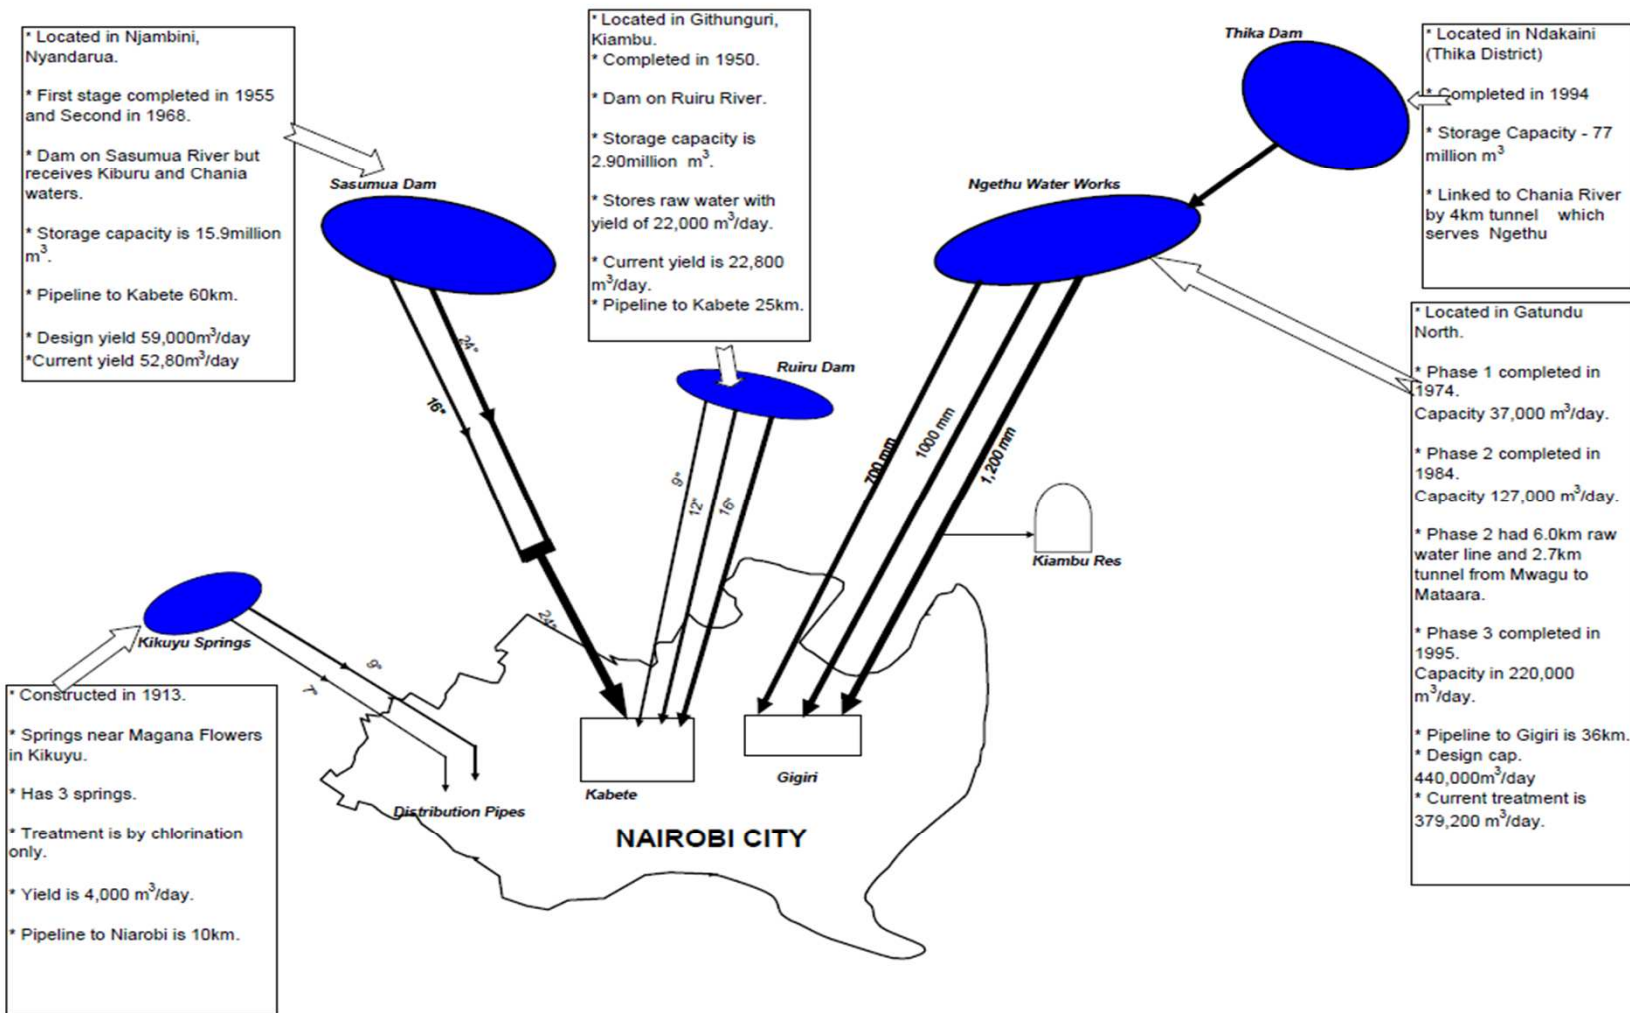 * Located in Njambini,
Nyandarua.
* First stage completed in 1955
and Second in 1968.
* Dam on Sasumua River but
receives Kiburu and Chania
waters.
* Storage capacity is 15.9million
m³.
* Pipeline to Kabete 60km.
* Design yield 59,000m³/day
*Current yield 52,80m³/day
* Located in Githunguri,
Kiambu.
* Completed in 1950.
* Dam on Ruiru River.
* Storage capacity is
2.90million m³.
* Stores raw water with
yield of 22,000 m³/day.
* Current yield is 22,800
m³/day.
* Pipeline to Kabete 25km.
Thika Dam
* Located in Ndakaini
(Thika District)
* Completed in 1994
* Storage Capacity - 77
million m³
* Linked to Chania River
by 4km tunnel which
serves Ngethu
Sasumua Dam
Ngethu Water Works
Ruiru Dam
24"
16"
9"
12"
16"
700 mm
1000 mm
1,200 mm
Kiambu Res
* Located in Gatundu
North.
* Phase 1 completed in
1974.
Capacity 37,000 m³/day.
* Phase 2 completed in
1984.
Capacity 127,000 m³/day.
* Phase 2 had 6.0km raw
water line and 2.7km
tunnel from Mwagu to
Mataara.
* Phase 3 completed in
1995.
Capacity in 220,000
m³/day.
* Pipeline to Gigiri is 36km.
* Design cap.
440,000m³/day
* Current treatment is
379,200 m³/day.
24"
Kikuyu Springs
9"
7"
* Constructed in 1913.
* Springs near Magana Flowers
in Kikuyu.
* Has 3 springs.
* Treatment is by chlorination
only.
* Yield is 4,000 m³/day.
* Pipeline to Niarobi is 10km.
Distribution Pipes
Kabete
Gigiri
NAIROBI CITY